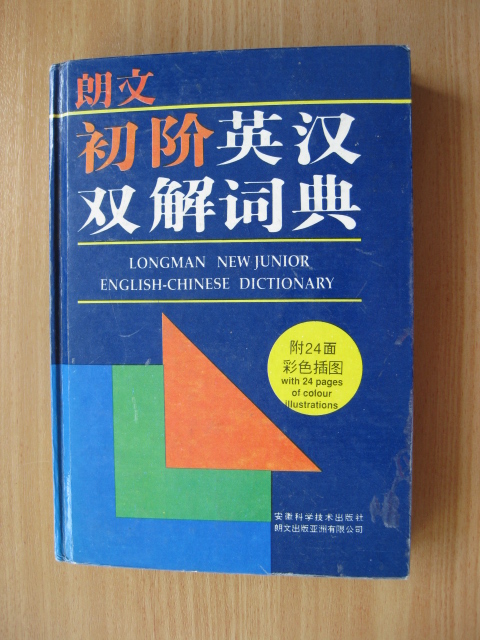 朗文
初阶英汉
双解词典
LONGMAN NEW JUNIOR
ENGLISH-CHINESE DICTIONARY
附24面
彩色插图
with 24 pages
of colour
illustrations
安徽科学技术出版社
朗文出版亚洲有限公司